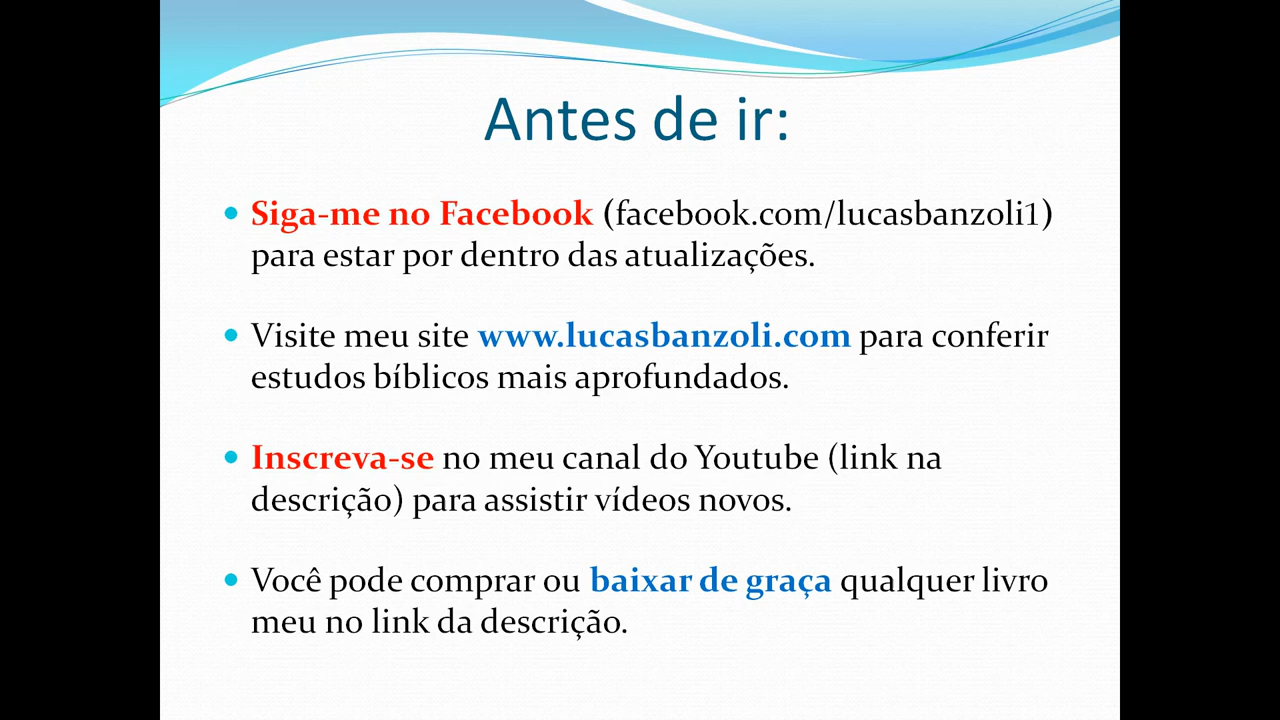 Antes de ir:
• Siga-me no Facebook (facebook.com/lucasbanzoli1)
para estar por dentro das atualizações.
• Visite meu site www.lucasbanzoli.com para conferir
estudos bíblicos mais aprofundados.
• Inscreva-se no meu canal do Youtube (link na
descrição) para assistir vídeos novos.
• Você pode comprar ou baixar de graça qualquer livro
meu no link da descrição.